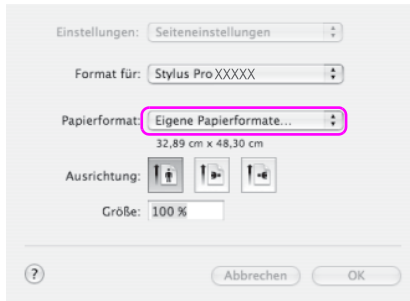 Einstellungen: Seiteneinstellungen
Format für: Stylus Pro XXXXX
Papierformat: Eigene Papierformate...
32,89 cm x 48,30 cm
Ausrichtung:
Größe: 100 %
? Abbrechen OK